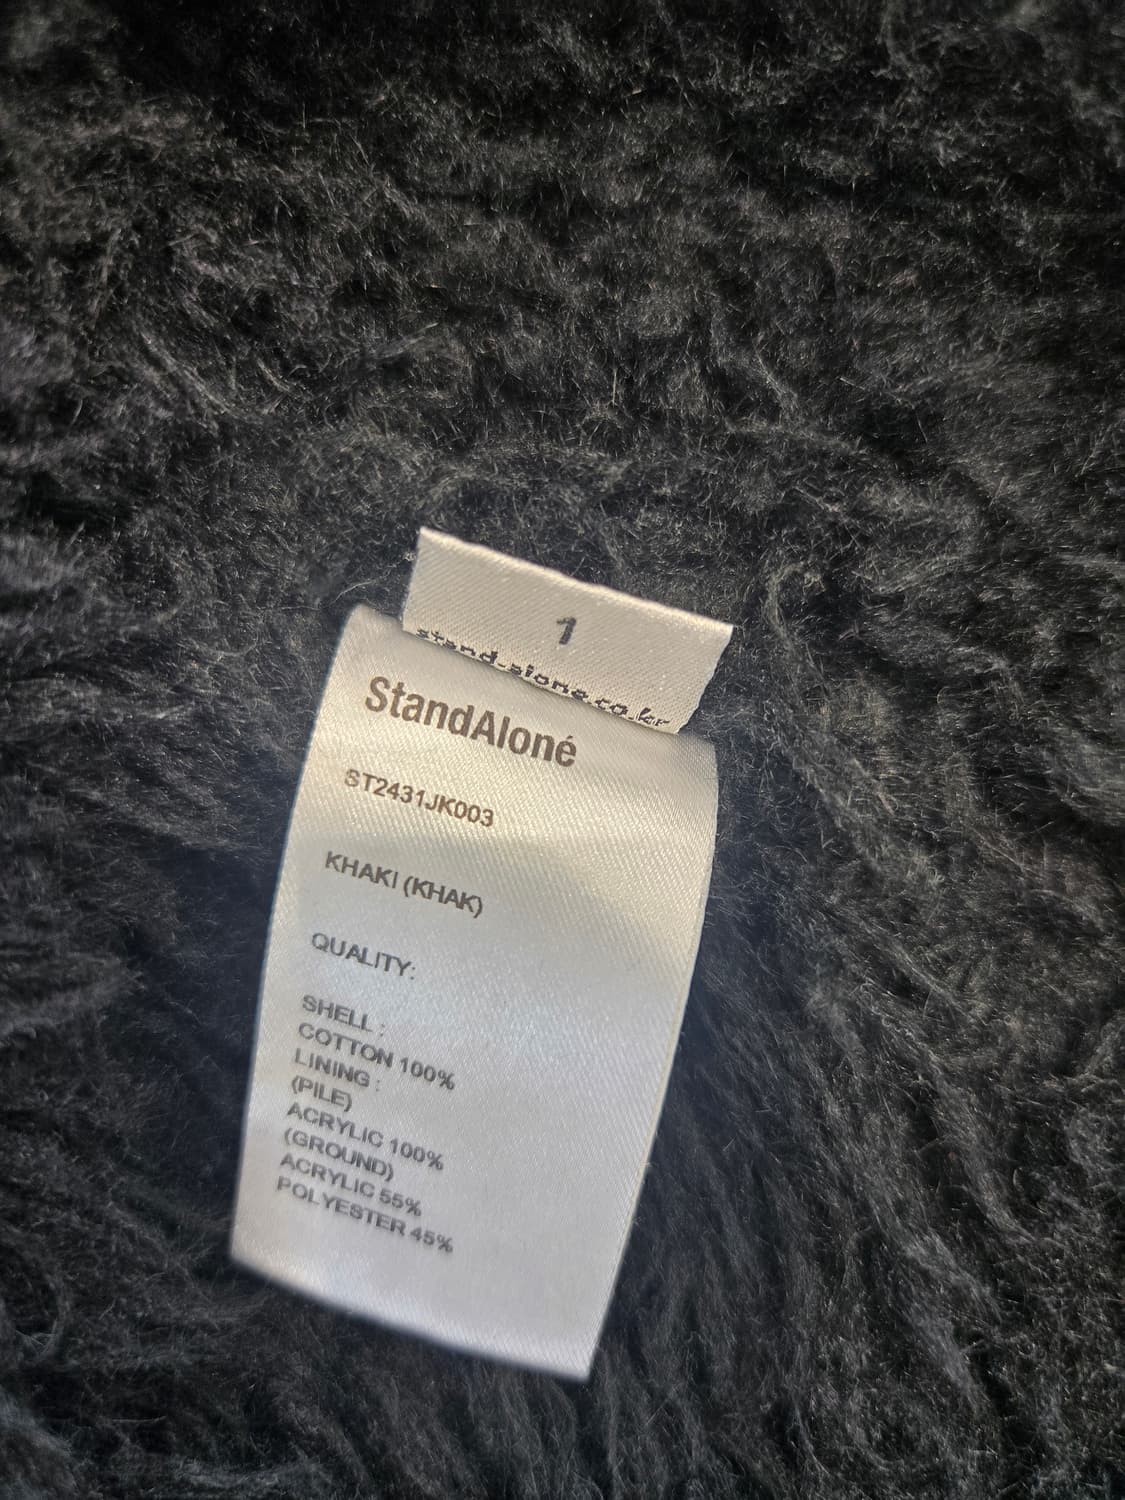 1
stand-alone.co.kr
StandAloné
ST2431JK003
KHAKI (KHAK)
QUALITY:
SHELL :
COTTON 100%
LINING :
(PILE)
ACRYLIC 100%
(GROUND)
ACRYLIC 55%
POLYESTER 45%